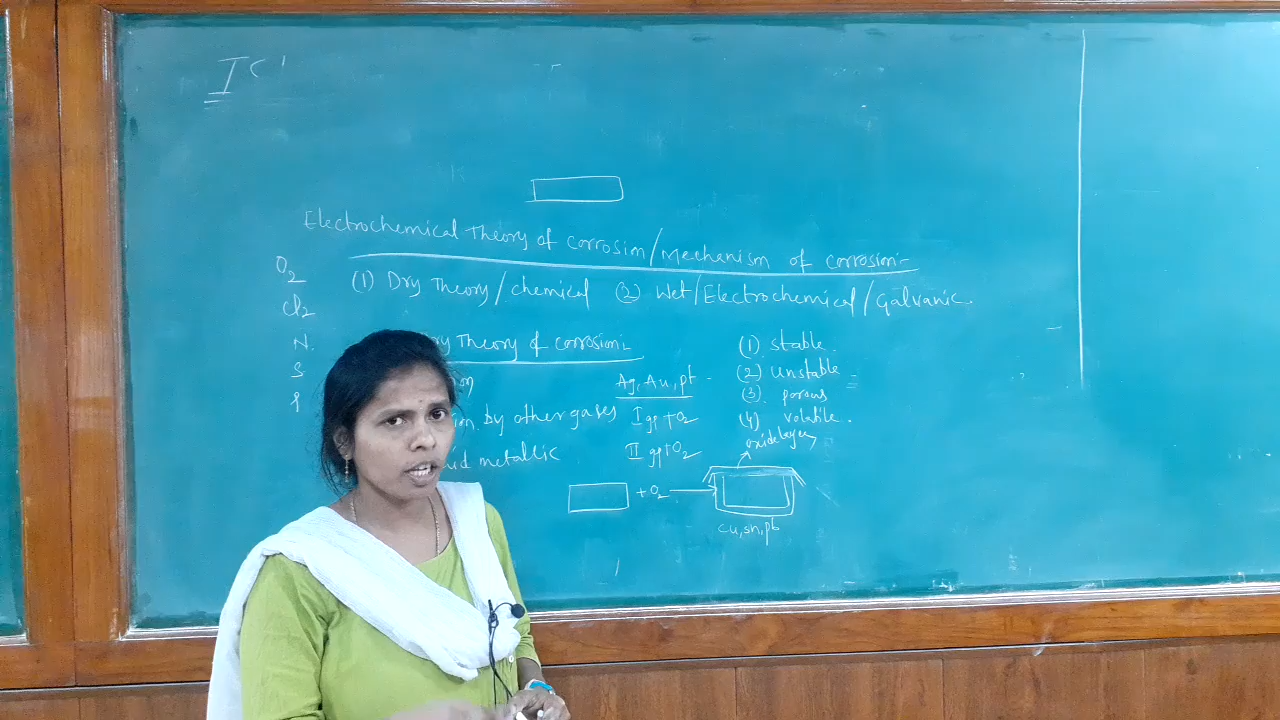 Electrochemical Theory of corrosion/Mechanism of corrosion:-
O2
Cl2
N.
S
(1) Dry Theory/chemical (2) Wet/Electrochemical/Galvanic.
Theory of corrosion:-
Ag, Au, pt
by other gases
metallic
I gp + O2
II gp + O2
(1) stable.
(2) unstable
(3) porous
(4) volatile.
oxide layer
+ O2
Cu, sn, pb